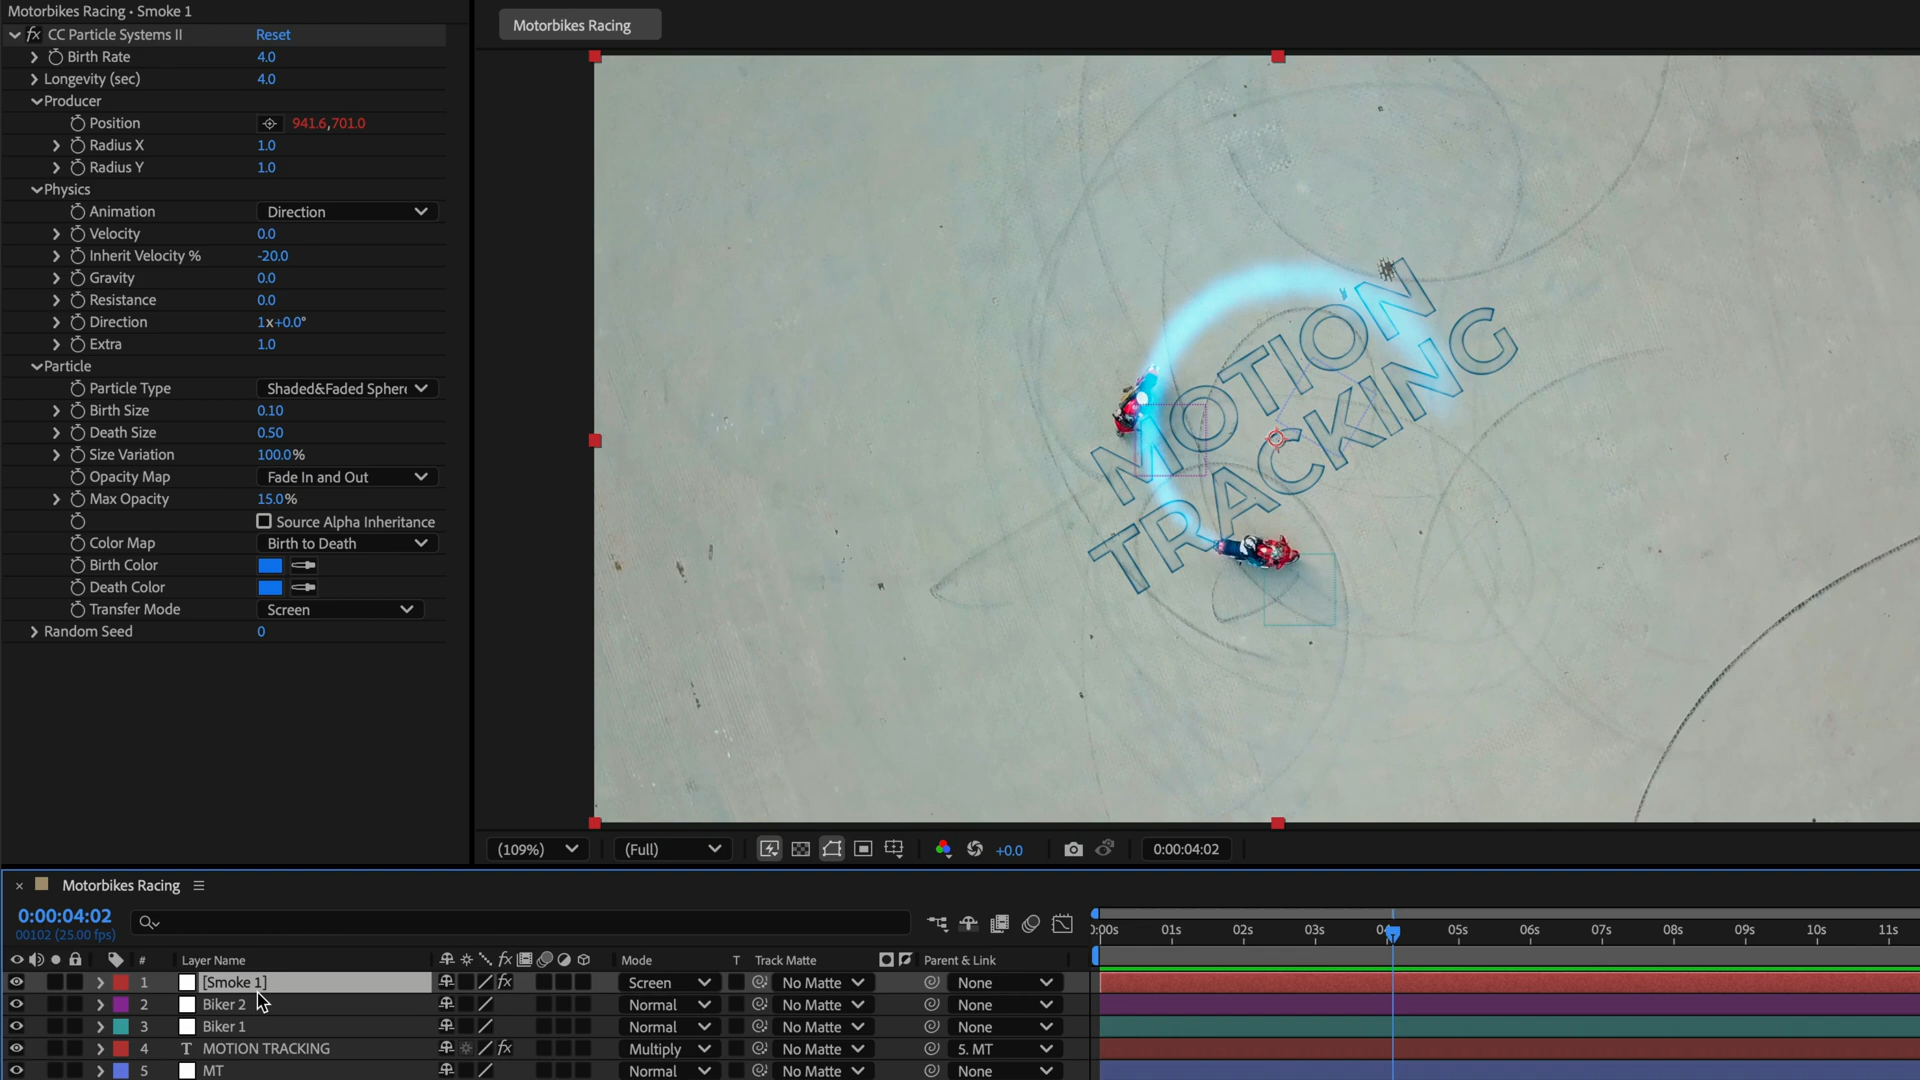 Motorbikes Racing • Smoke 1
fx CC Particle Systems II Reset
Birth Rate 4.0
Longevity (sec) 4.0
Producer
Position 941.6,701.0
Radius X 1.0
Radius Y 1.0
Physics
Animation Direction
Velocity 0.0
Inherit Velocity % -20.0
Gravity 0.0
Resistance 0.0
Direction 1x+0.0°
Extra 1.0
Particle
Particle Type Shaded&Faded Sphere
Birth Size 0.10
Death Size 0.50
Size Variation 100.0%
Opacity Map Fade In and Out
Max Opacity 15.0%
Source Alpha Inheritance
Color Map Birth to Death
Birth Color
Death Color
Transfer Mode Screen
Random Seed 0
Motorbikes Racing
MOTION
TRACKING
(109%) (Full) +0.0 0:00:04:02
Motorbikes Racing
0:00:04:02
00102 (25.00 fps)
0:00s 01s 02s 03s 04s 05s 06s 07s 08s 09s 10s 11s
# Layer Name fx Mode T Track Matte Parent & Link
1 [Smoke 1] fx Screen No Matte None
2 Biker 2 Normal No Matte None
3 Biker 1 Normal No Matte None
4 T MOTION TRACKING fx Multiply No Matte 5. MT
5 MT Normal No Matte None